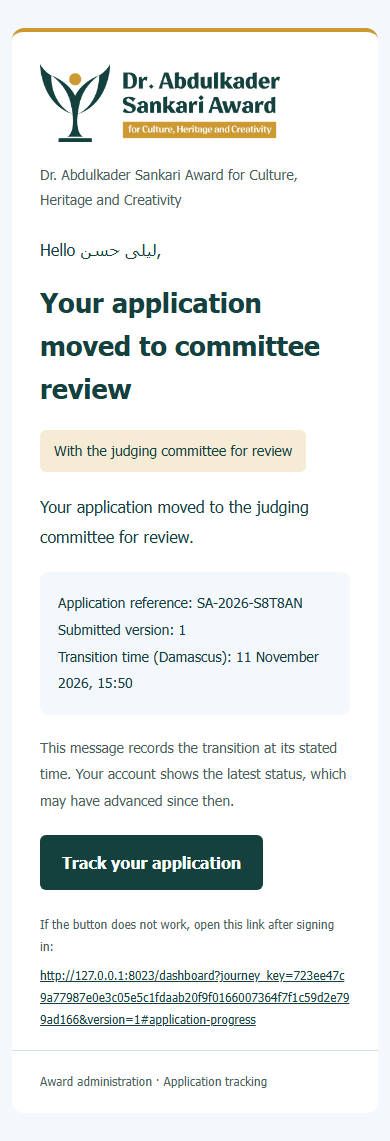 Dr. Abdulkader
Sankari Award
for Culture, Heritage and Creativity
Dr. Abdulkader Sankari Award for Culture,
Heritage and Creativity
Hello ليلى حسن,
Your application
moved to committee
review
With the judging committee for review
Your application moved to the judging
committee for review.
Application reference: SA-2026-S8T8AN
Submitted version: 1
Transition time (Damascus): 11 November
2026, 15:50
This message records the transition at its stated
time. Your account shows the latest status, which
may have advanced since then.
Track your application
If the button does not work, open this link after signing
in:
http://127.0.0.1:8023/dashboard?journey_key=723ee47c
9a77987e0e3c05e5c1fdaab20f9f0166007364f7f1c59d2e79
9ad166&version=1#application-progress
Award administration · Application tracking